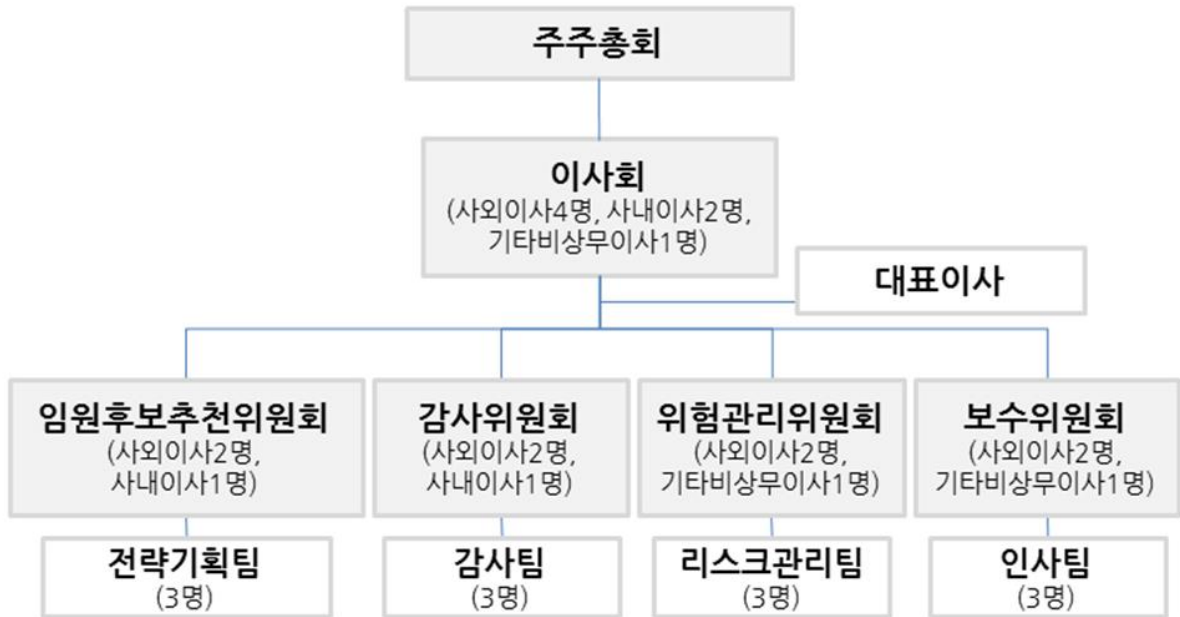 주주총회
이사회
(사외이사4명, 사내이사2명,
기타비상무이사1명)
대표이사
임원후보추천위원회
(사외이사2명,
사내이사1명)
감사위원회
(사외이사2명,
사내이사1명)
위험관리위원회
(사외이사2명,
기타비상무이사1명)
보수위원회
(사외이사2명,
기타비상무이사1명)
전략기획팀
(3명)
감사팀
(3명)
리스크관리팀
(3명)
인사팀
(3명)